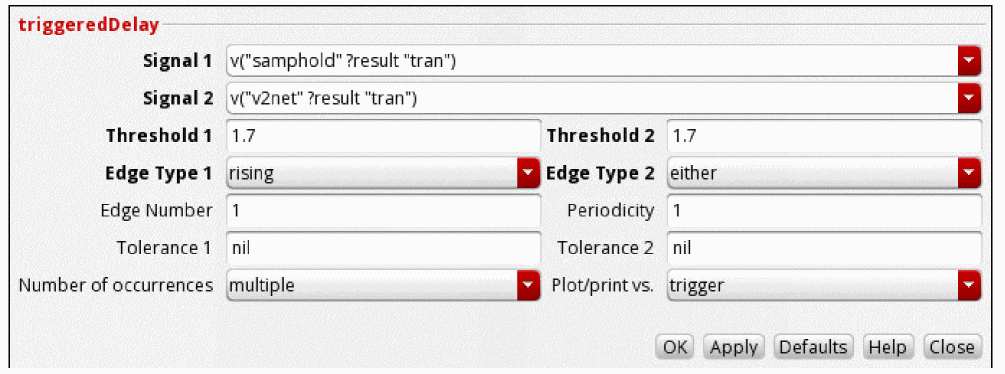 triggeredDelay
Signal 1 v("samphold" ?result "tran")
Signal 2 v("v2net" ?result "tran")
Threshold 1 1.7 Threshold 2 1.7
Edge Type 1 rising Edge Type 2 either
Edge Number 1 Periodicity 1
Tolerance 1 nil Tolerance 2 nil
Number of occurrences multiple Plot/print vs. trigger
OK Apply Defaults Help Close